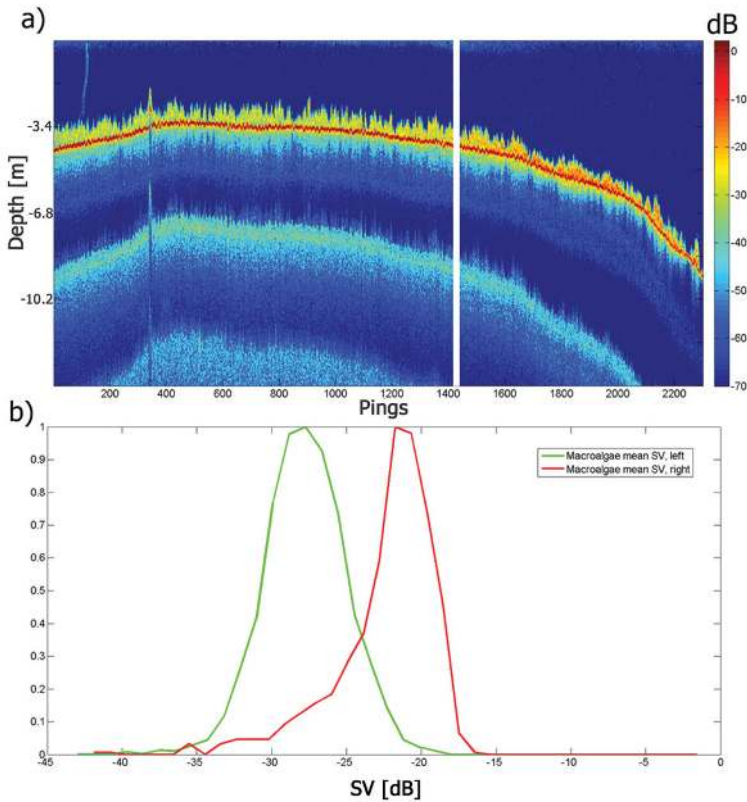 a)
dB
0
-10
-20
-30
-40
-50
-60
-70
Depth [m]
-3.4
-6.8
-10.2
200 400 600 800 1000 1200 1400 1600 1800 2000 2200
Pings
b)
Macroalgae mean SV, left
Macroalgae mean SV, right
1
0.9
0.8
0.7
0.6
0.5
0.4
0.3
0.2
0.1
0
-45 -40 -35 -30 -25 -20 -15 -10 -5 0
SV [dB]